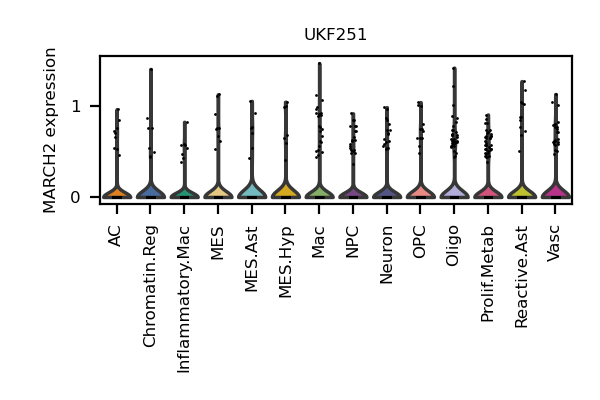 UKF251
MARCH2 expression
1
0
AC
Chromatin.Reg
Inflammatory.Mac
MES
MES.Ast
MES.Hyp
Mac
NPC
Neuron
OPC
Oligo
Prolif.Metab
Reactive.Ast
Vasc